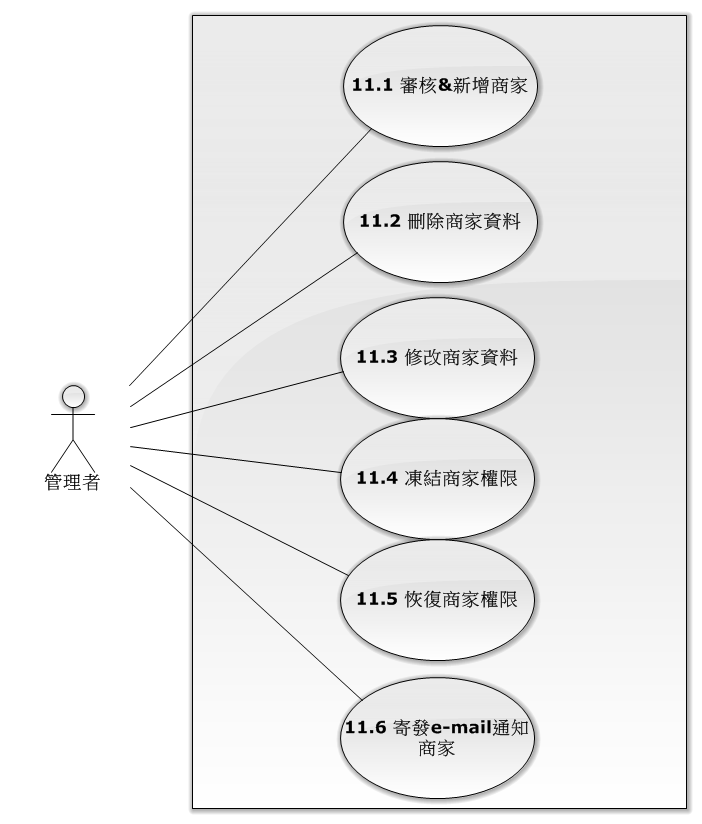 11.1 審核&新增商家
11.2 刪除商家資料
11.3 修改商家資料
11.4 凍結商家權限
管理者
11.5 恢復商家權限
11.6 寄發e-mail通知
商家